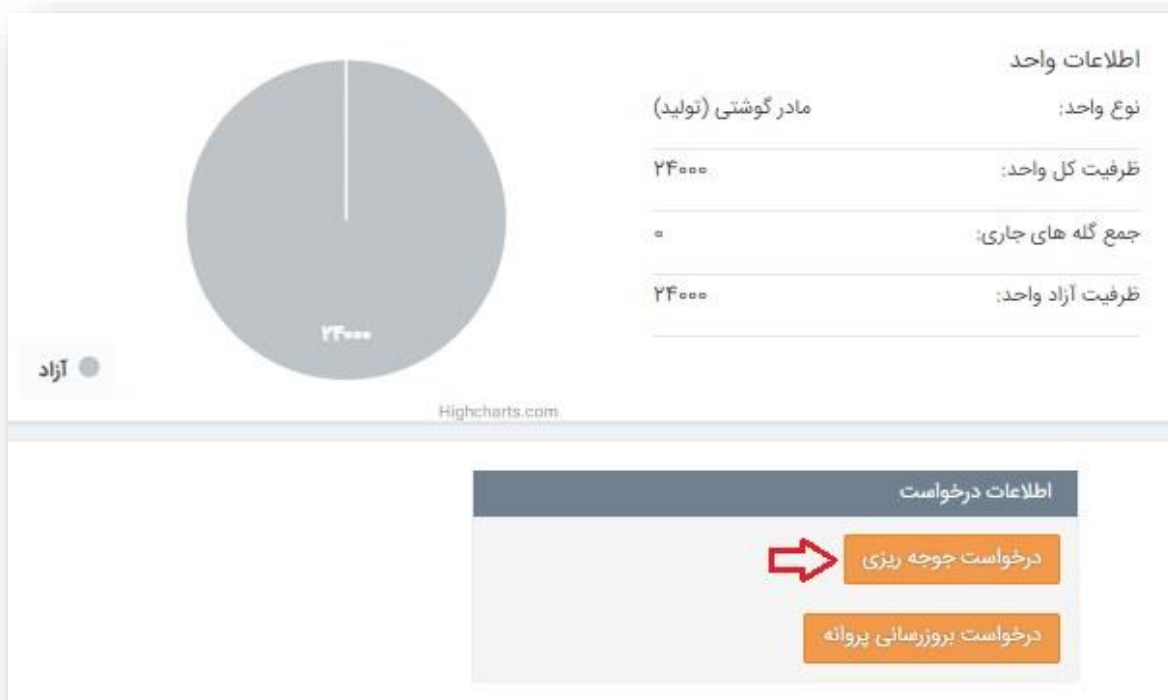 اطلاعات واحد
نوع واحد: مادر گوشتی (تولید)
ظرفیت کل واحد: ۲۴۰۰۰
جمع گله های جاری: ۰
ظرفیت آزاد واحد: ۲۴۰۰۰
۲۴۰۰۰
آزاد
Highcharts.com
اطلاعات درخواست
درخواست جوجه ریزی
درخواست بروزرسانی پروانه